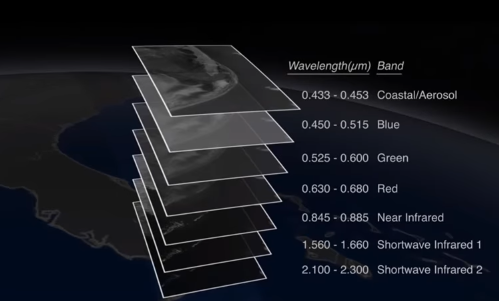 Wavelength(μm) Band
0.433 - 0.453 Coastal/Aerosol
0.450 - 0.515 Blue
0.525 - 0.600 Green
0.630 - 0.680 Red
0.845 - 0.885 Near Infrared
1.560 - 1.660 Shortwave Infrared 1
2.100 - 2.300 Shortwave Infrared 2